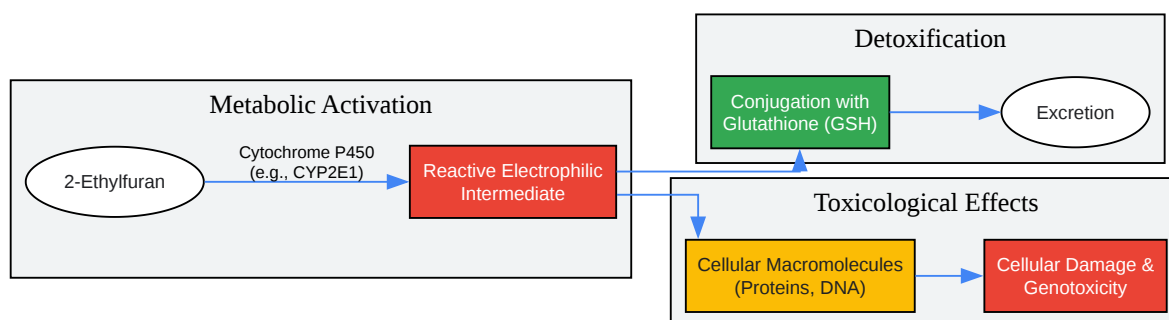 Metabolic Activation
2-Ethylfuran
Cytochrome P450
(e.g., CYP2E1)
Reactive Electrophilic
Intermediate
Detoxification
Conjugation with
Glutathione (GSH)
Excretion
Toxicological Effects
Cellular Macromolecules
(Proteins, DNA)
Cellular Damage &
Genotoxicity